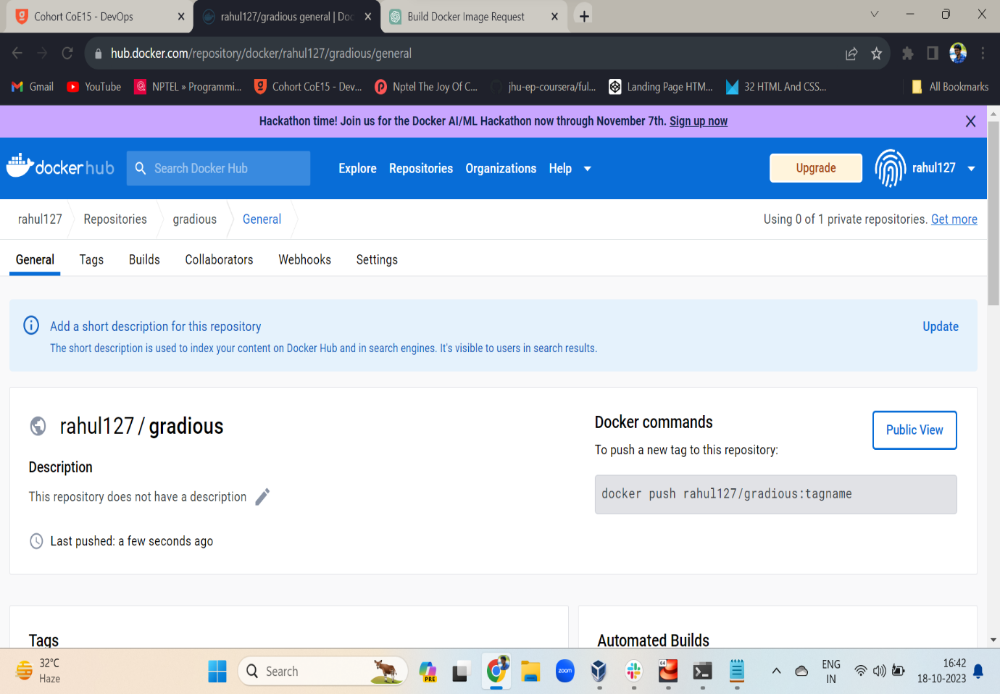 Cohort CoE15 - DevOps
rahul127/gradious general | Doc
Build Docker Image Request
hub.docker.com/repository/docker/rahul127/gradious/general
Gmail
YouTube
NPTEL » Programmi...
Cohort CoE15 - Dev...
Nptel The Joy Of C...
jhu-ep-coursera/ful...
Landing Page HTM...
32 HTML And CSS...
All Bookmarks
Hackathon time! Join us for the Docker AI/ML Hackathon now through November 7th. Sign up now
docker hub
Search Docker Hub
Explore
Repositories
Organizations
Help
Upgrade
rahul127
rahul127
Repositories
gradious
General
Using 0 of 1 private repositories. Get more
General
Tags
Builds
Collaborators
Webhooks
Settings
Add a short description for this repository
Update
The short description is used to index your content on Docker Hub and in search engines. It's visible to users in search results.
rahul127 / gradious
Description
This repository does not have a description
Last pushed: a few seconds ago
Docker commands
Public View
To push a new tag to this repository:
docker push rahul127/gradious:tagname
Tags
Automated Builds
32°C
Haze
Search
PRE
zoom
64
ENG
IN
16:42
18-10-2023